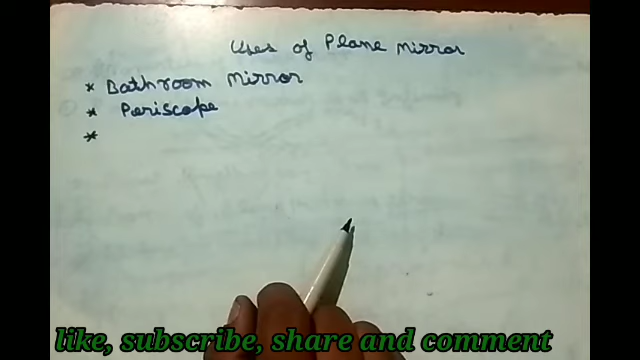 Uses of Plane Mirror
* Bathroom Mirror
* Periscope
*
like, subscribe, share and comment